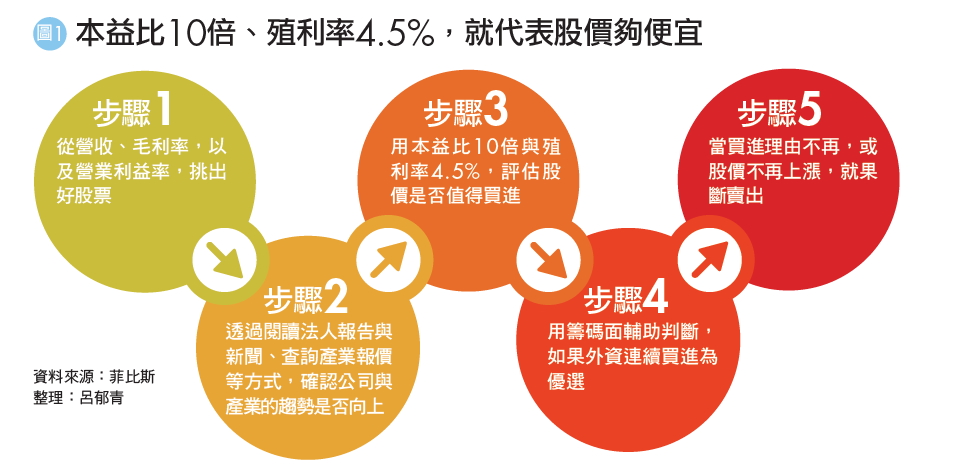 圖1 本益比10倍、殖利率4.5%，就代表股價夠便宜
步驟1
從營收、毛利率，以
及營業利益率，挑出
好股票
步驟2
透過閱讀法人報告與
新聞、查詢產業報價
等方式，確認公司與
產業的趨勢是否向上
步驟3
用本益比10倍與殖
利率4.5%，評估股
價是否值得買進
步驟4
用籌碼面輔助判斷，
如果外資連續買進為
優選
步驟5
當買進理由不再，或
股價不再上漲，就果
斷賣出
資料來源：菲比斯
整理：呂郁青